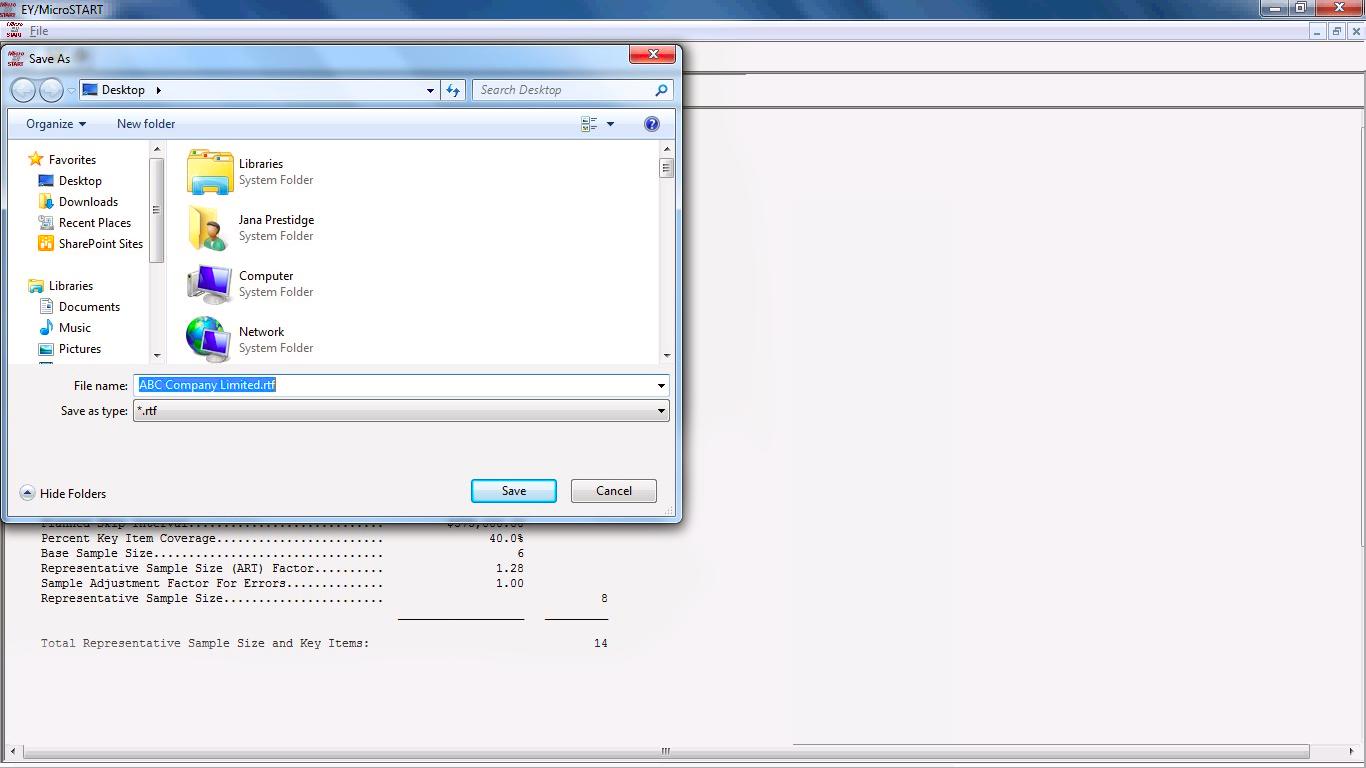 EY/MicroSTART
File
Save As
Desktop
Search Desktop
Organize
New folder
Favorites
Desktop
Downloads
Recent Places
SharePoint Sites
Libraries
Documents
Music
Pictures
Libraries
System Folder
Jana Prestidge
System Folder
Computer
System Folder
Network
System Folder
File name: ABC Company Limited.rtf
Save as type: *.rtf
Hide Folders
Save
Cancel
Percent Key Item Coverage........................ 40.0%
Base Sample Size................................. 6
Representative Sample Size (ART) Factor.......... 1.28
Sample Adjustment Factor For Errors.............. 1.00
Representative Sample Size....................... 8
Total Representative Sample Size and Key Items: 14